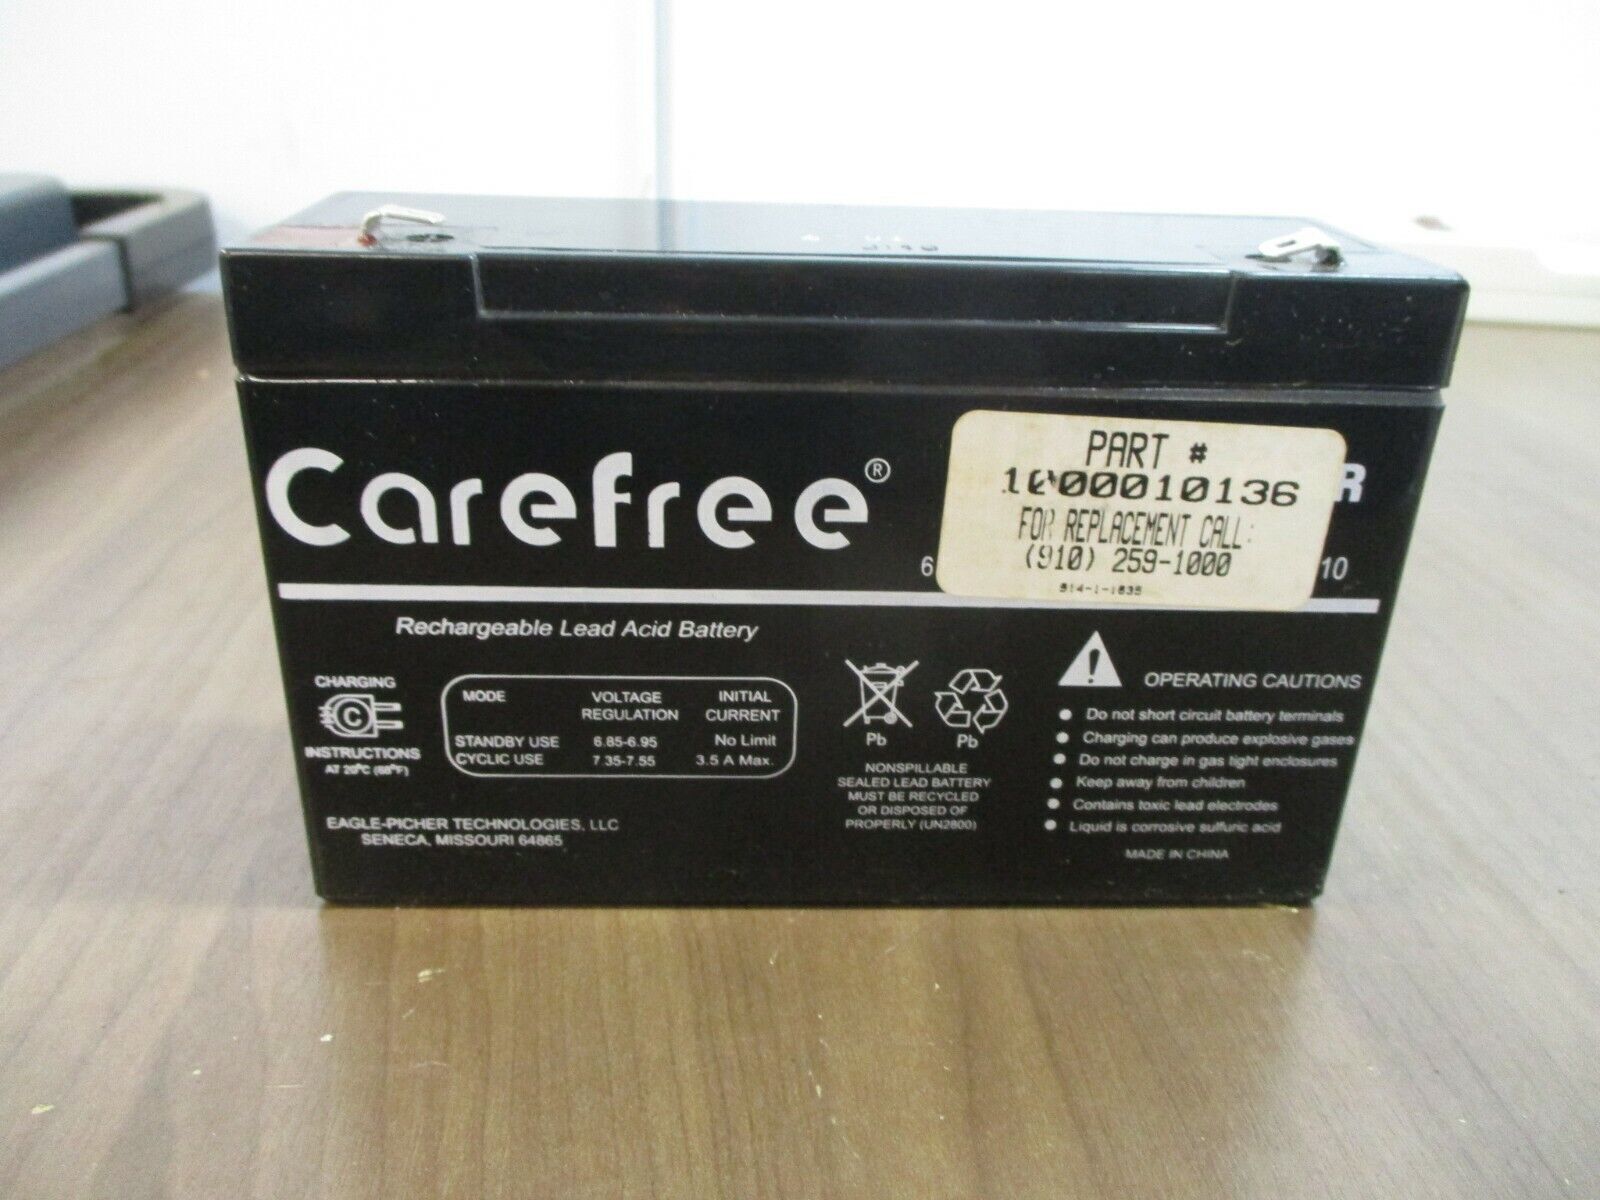 Carefree®
R
6
10
PART #
1000010136
FOR REPLACEMENT CALL:
(910) 259-1000
514-1-1835
Rechargeable Lead Acid Battery
CHARGING
C
INSTRUCTIONS
AT 20°C (68°F)
MODE VOLTAGE REGULATION INITIAL CURRENT
STANDBY USE 6.85-6.95 No Limit
CYCLIC USE 7.35-7.55 3.5 A Max.
EAGLE-PICHER TECHNOLOGIES, LLC
SENECA, MISSOURI 64865
Pb
Pb
NONSPILLABLE
SEALED LEAD BATTERY
MUST BE RECYCLED
OR DISPOSED OF
PROPERLY (UN2800)
! OPERATING CAUTIONS
● Do not short circuit battery terminals
● Charging can produce explosive gases
● Do not charge in gas tight enclosures
● Keep away from children
● Contains toxic lead electrodes
● Liquid is corrosive sulfuric acid
MADE IN CHINA